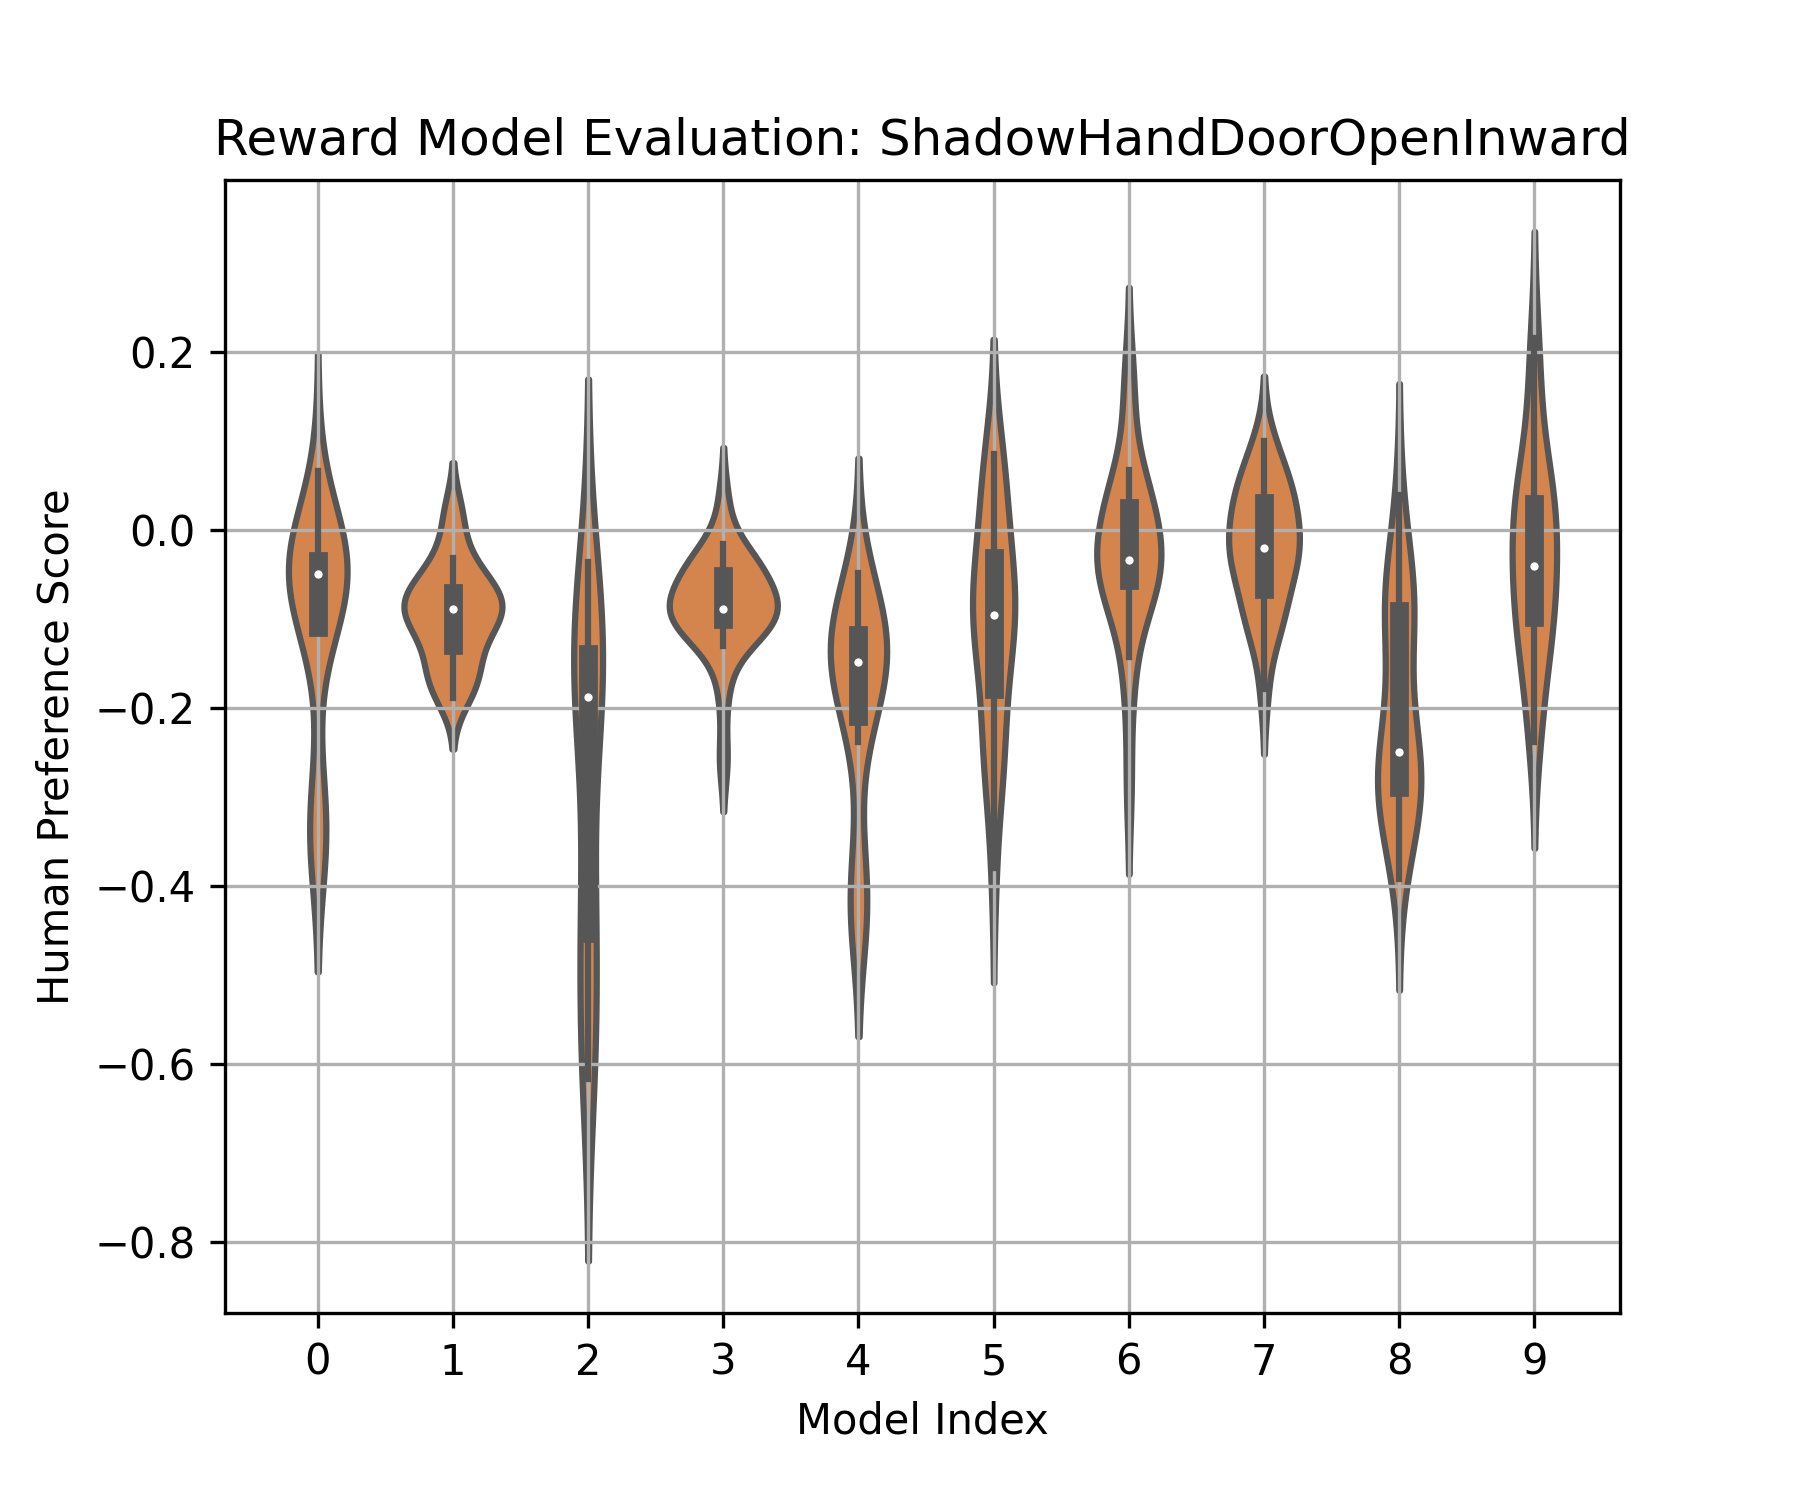 Reward Model Evaluation: ShadowHandDoorOpenInward
Human Preference Score
0.2
0.0
−0.2
−0.4
−0.6
−0.8
0 1 2 3 4 5 6 7 8 9
Model Index